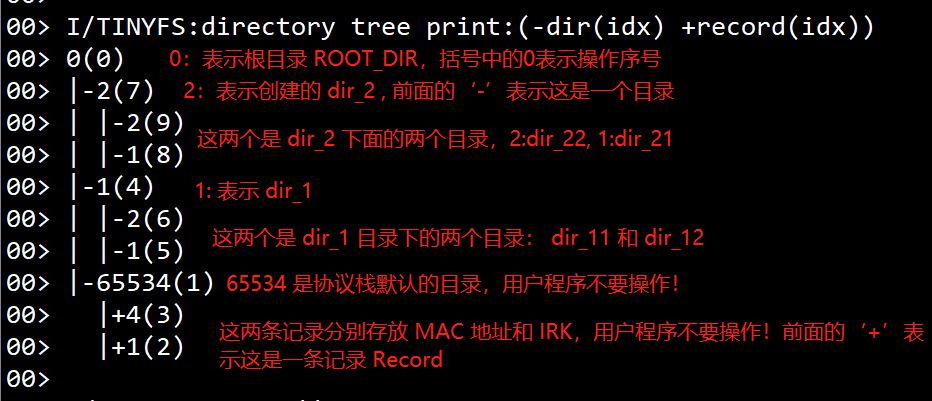 00> I/TINYFS:directory tree print:(-dir(idx) +record(idx))
00> 0(0) 0：表示根目录 ROOT_DIR，括号中的0表示操作序号
00> |-2(7) 2：表示创建的 dir_2 , 前面的‘-’表示这是一个目录
00> | |-2(9)
这两个是 dir_2 下面的两个目录，2:dir_22, 1:dir_21
00> | |-1(8)
00> |-1(4) 1: 表示 dir_1
00> | |-2(6)
这两个是 dir_1 目录下的两个目录： dir_11 和 dir_12
00> | |-1(5)
00> |-65534(1) 65534 是协议栈默认的目录，用户程序不要操作！
00>   |+4(3)
这两条记录分别存放 MAC 地址和 IRK，用户程序不要操作！前面的‘+’表
00>   |+1(2)
示这是一条记录 Record
00>